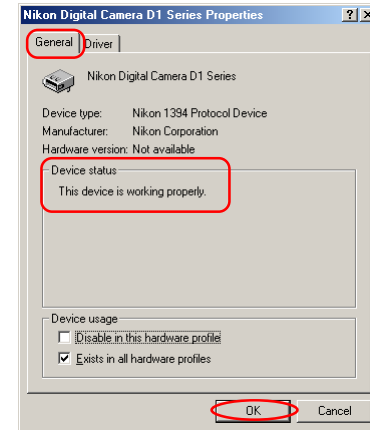 Nikon Digital Camera D1 Series Properties
General Driver
Nikon Digital Camera D1 Series
Device type: Nikon 1394 Protocol Device
Manufacturer: Nikon Corporation
Hardware version: Not available
Device status
This device is working properly.
Device usage
Disable in this hardware profile
Exists in all hardware profiles
OK Cancel